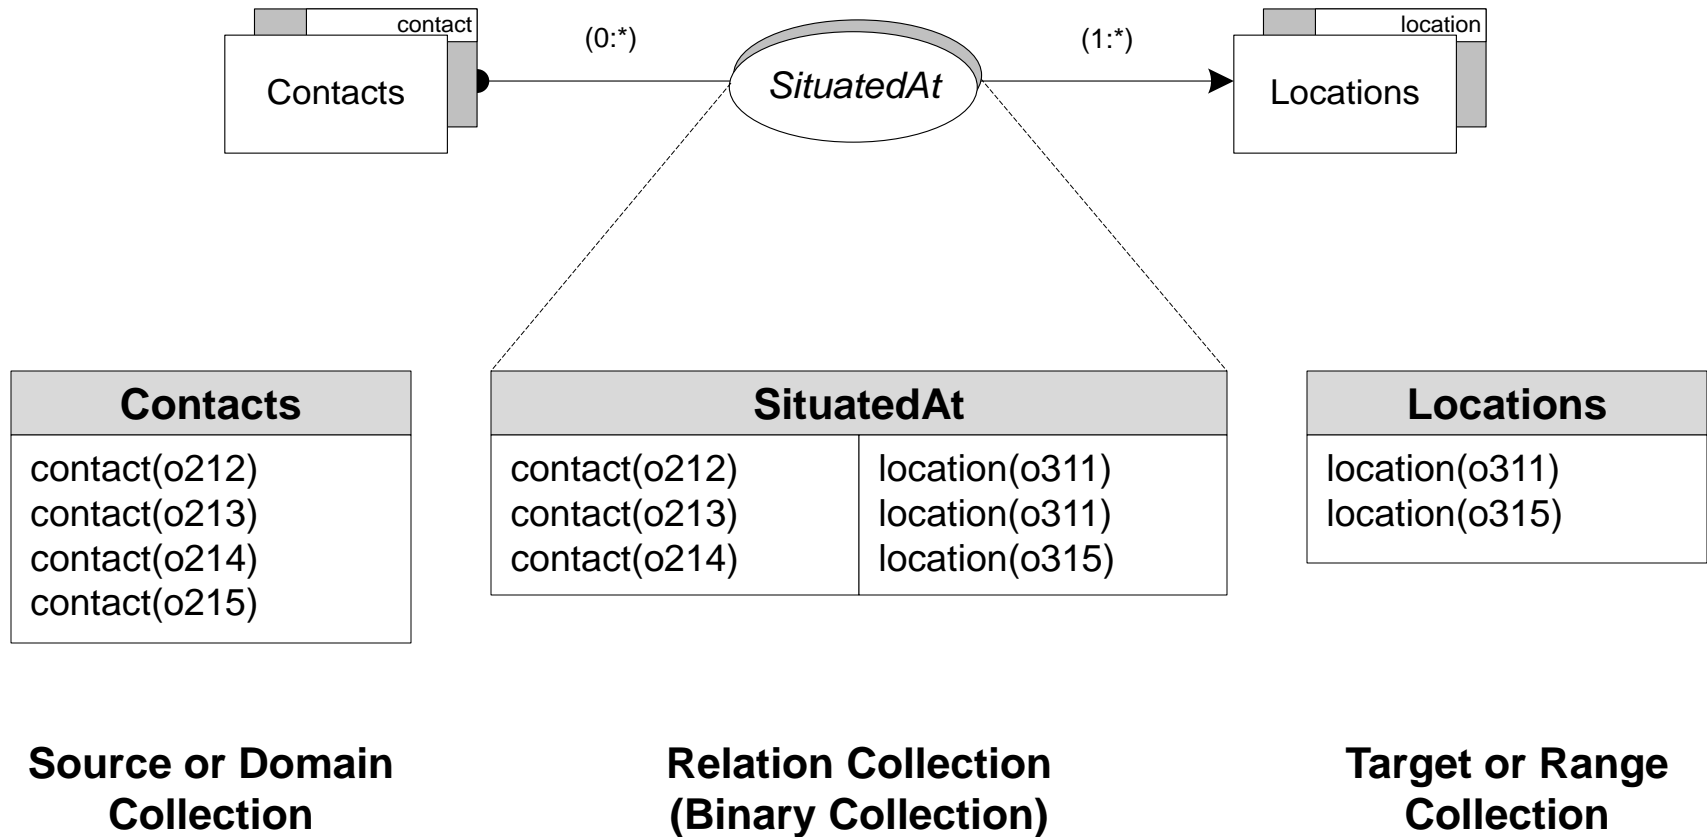 contact
Contacts
(0:*)
SituatedAt
(1:*)
location
Locations
Contacts
contact(o212)
contact(o213)
contact(o214)
contact(o215)
SituatedAt
contact(o212) location(o311)
contact(o213) location(o311)
contact(o214) location(o315)
Locations
location(o311)
location(o315)
Source or Domain
Collection
Relation Collection
(Binary Collection)
Target or Range
Collection